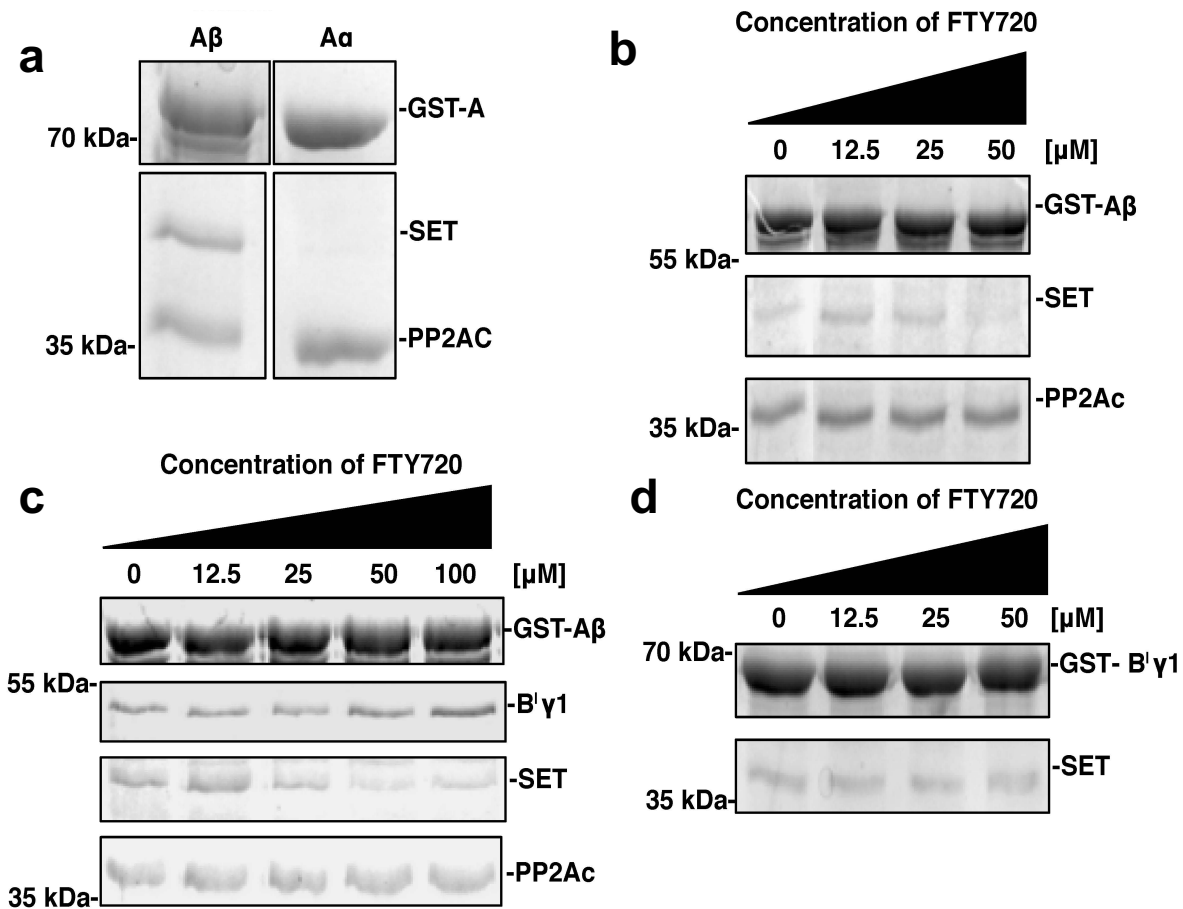 a
Aβ Aɑ
-GST-A
70 kDa-
-SET
35 kDa-
-PP2AC
b
Concentration of FTY720
0 12.5 25 50 [µM]
-GST-Aβ
55 kDa-
-SET
-PP2Ac
35 kDa-
c
Concentration of FTY720
0 12.5 25 50 100 [µM]
-GST-Aβ
55 kDa-
-BᴵƳ1
-SET
-PP2Ac
35 kDa-
d
Concentration of FTY720
0 12.5 25 50 [µM]
70 kDa-
-GST- Bᴵγ1
-SET
35 kDa-